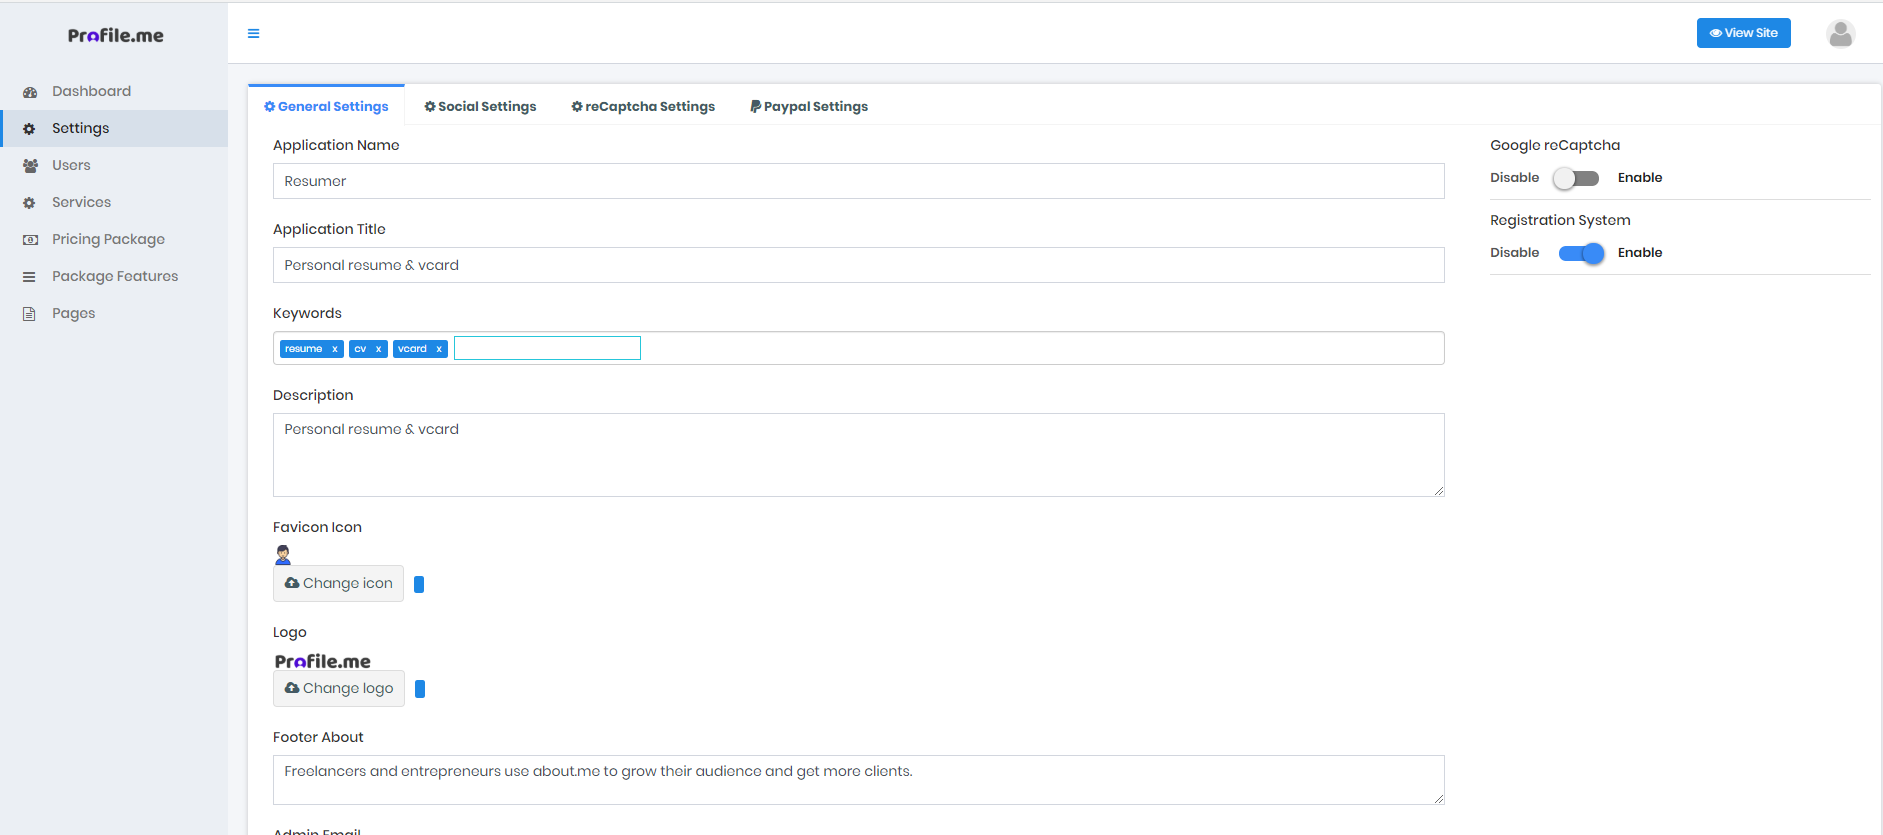 Profile.me
View Site
Dashboard
Settings
Users
Services
Pricing Package
Package Features
Pages
General Settings
Social Settings
reCaptcha Settings
Paypal Settings
Application Name
Resumer
Application Title
Personal resume & vcard
Keywords
resume x cv x vcard x
Description
Personal resume & vcard
Favicon Icon
Change icon
Logo
Profile.me
Change logo
Footer About
Freelancers and entrepreneurs use about.me to grow their audience and get more clients.
Admin Email
Google reCaptcha
Disable Enable
Registration System
Disable Enable